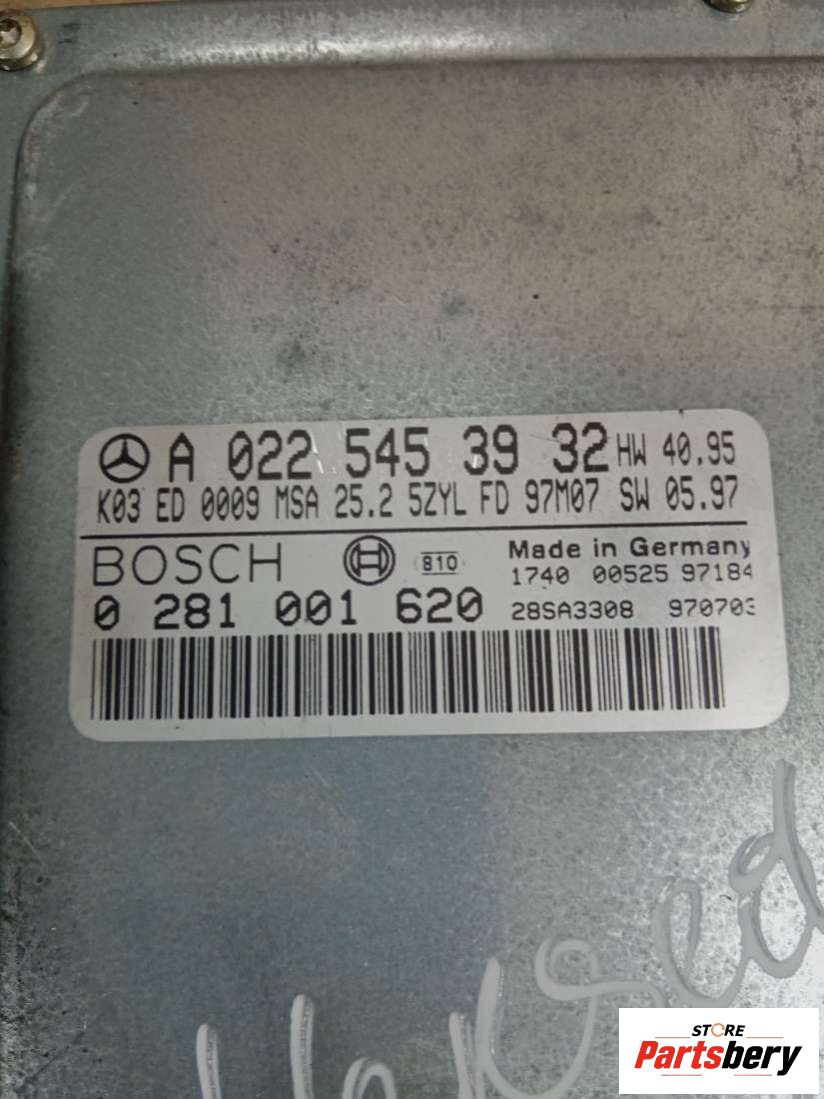 A 022 545 39 32 HW 40.95
K03 ED 0009 MSA 25.2 5ZYL FD 97M07 SW 05.97
BOSCH 810 Made in Germany
1740 00525 97184
0 281 001 620 28SA3308 970703
STORE
Partsbery